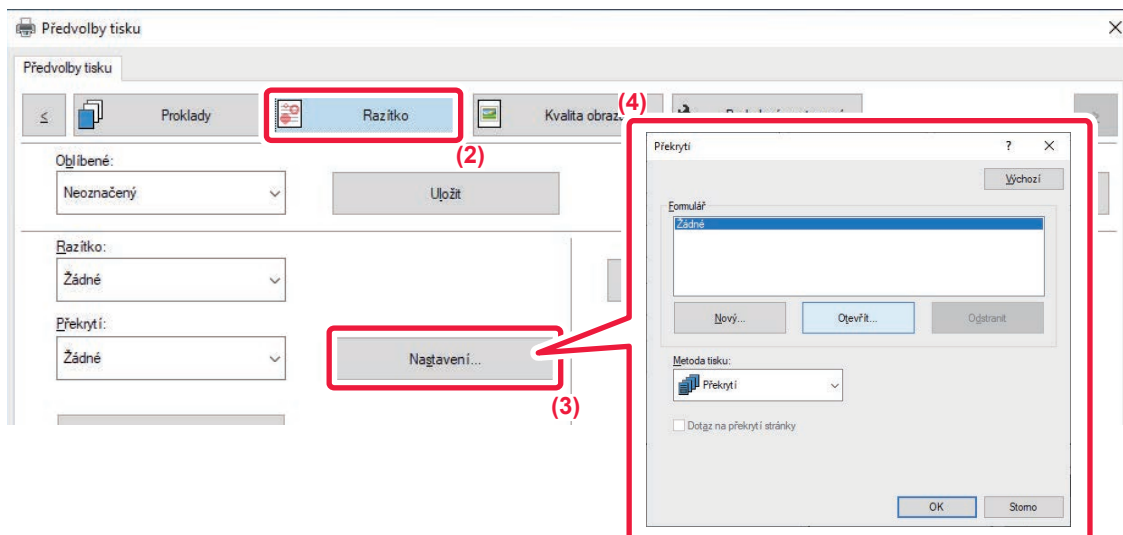 Předvolby tisku
Předvolby tisku
Proklady
Razítko
Kvalita
(4)
(2)
Oblíbené:
Neoznačený
Uložit
Razítko:
Žádné
Překrytí:
Žádné
Nastavení...
(3)
Překrytí
?
Výchozí
Formulář
Žádné
Nový...
Otevřít...
Odstranit
Metoda tisku:
Překrytí
Dotaz na překrytí stránky
OK
Storno